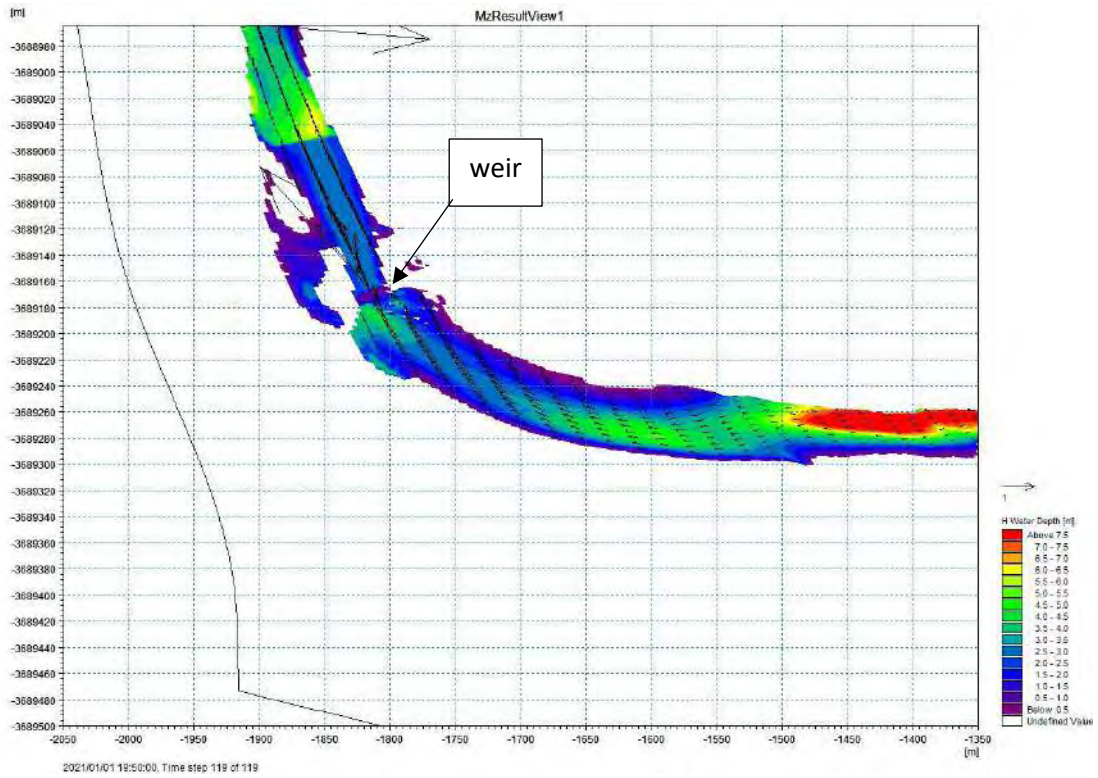 [m]
MzResultView1
-3688980
-3689000
-3689020
-3689040
-3689060
-3689080
-3689100
-3689120
-3689140
-3689160
-3689180
-3689200
-3689220
-3689240
-3689260
-3689280
-3689300
-3689320
-3689340
-3689360
-3689380
-3689400
-3689420
-3689440
-3689460
-3689480
-3689500
weir
1
H Water Depth [m]
Above 7.5
7.0 - 7.5
6.5 - 7.0
6.0 - 6.5
5.5 - 6.0
5.0 - 5.5
4.5 - 5.0
4.0 - 4.5
3.5 - 4.0
3.0 - 3.5
2.5 - 3.0
2.0 - 2.5
1.5 - 2.0
1.0 - 1.5
0.5 - 1.0
Below 0.5
Undefined Value
-2050 -2000 -1950 -1900 -1850 -1800 -1750 -1700 -1650 -1600 -1550 -1500 -1450 -1400 -1350
[m]
2021/01/01 19:50:00, Time step 119 of 119